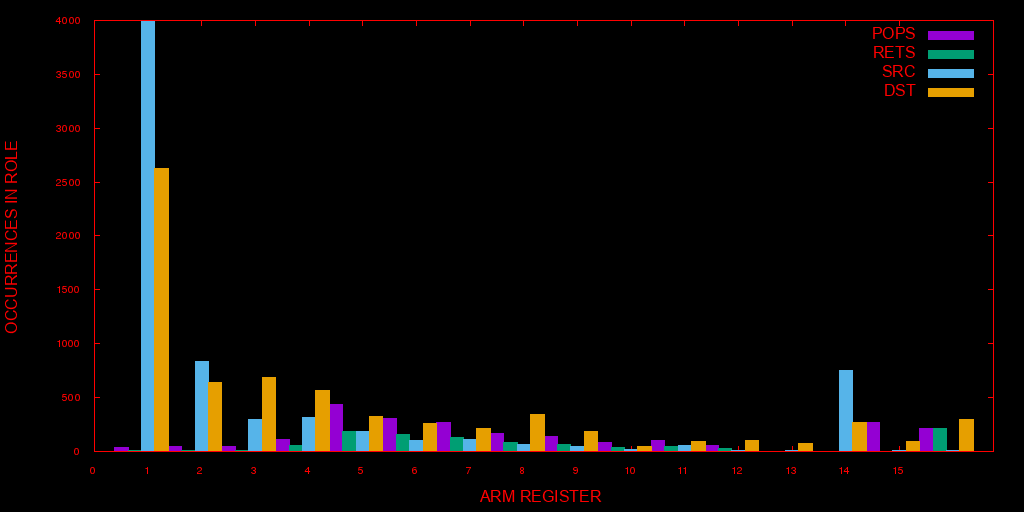 4000
3500
3000
2500
2000
1500
1000
500
0
OCCURRENCES IN ROLE
POPS
RETS
SRC
DST
0 1 2 3 4 5 6 7 8 9 10 11 12 13 14 15
ARM REGISTER